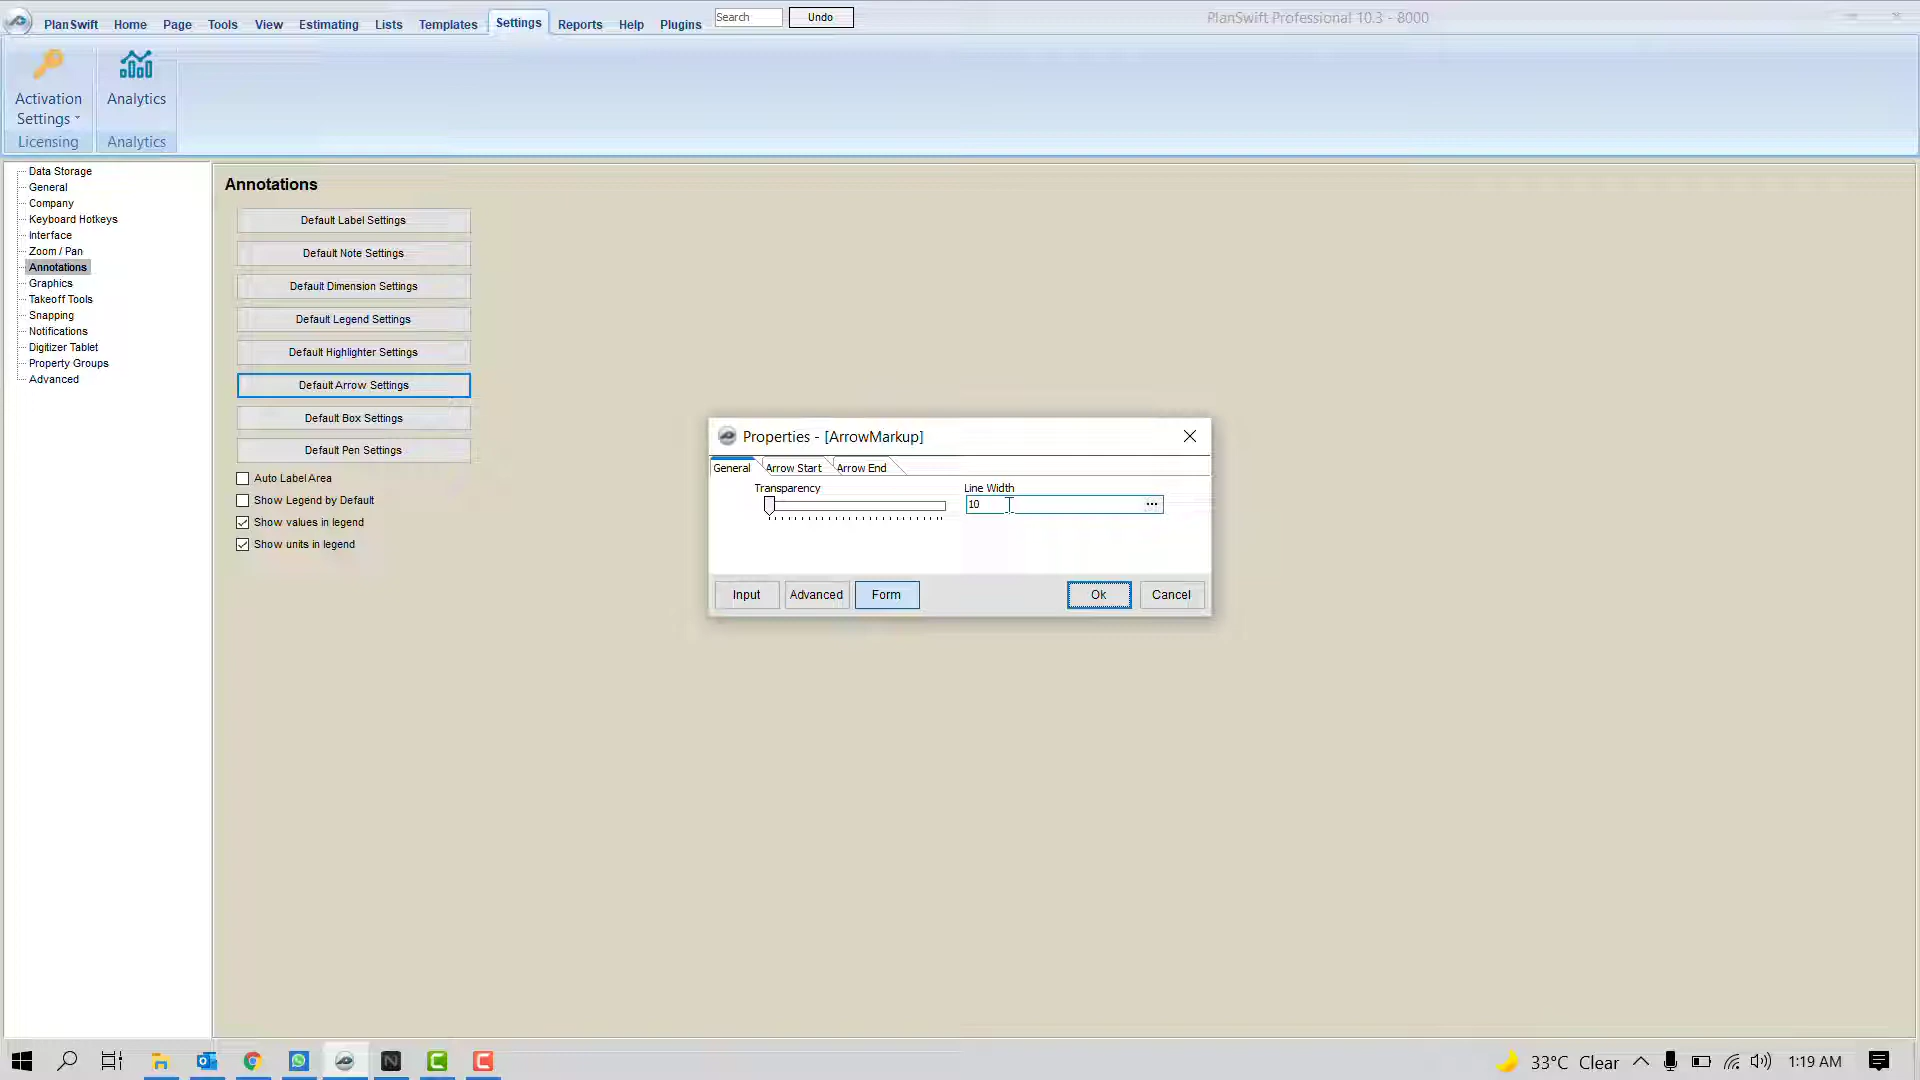 PlanSwift Home Page Tools View Estimating Lists Templates Settings Reports Help Plugins Search Undo PlanSwift Professional 10.3 - 8000
Activation Settings
Analytics
Licensing
Analytics
Data Storage
General
Company
Keyboard Hotkeys
Interface
Zoom / Pan
Annotations
Graphics
Takeoff Tools
Snapping
Notifications
Digitizer Tablet
Property Groups
Advanced
Annotations
Default Label Settings
Default Note Settings
Default Dimension Settings
Default Legend Settings
Default Highlighter Settings
Default Arrow Settings
Default Box Settings
Default Pen Settings
Auto Label Area
Show Legend by Default
Show values in legend
Show units in legend
Properties - [ArrowMarkup]
General Arrow Start Arrow End
Transparency Line Width
10 ...
Input Advanced Form Ok Cancel
33°C Clear 1:19 AM